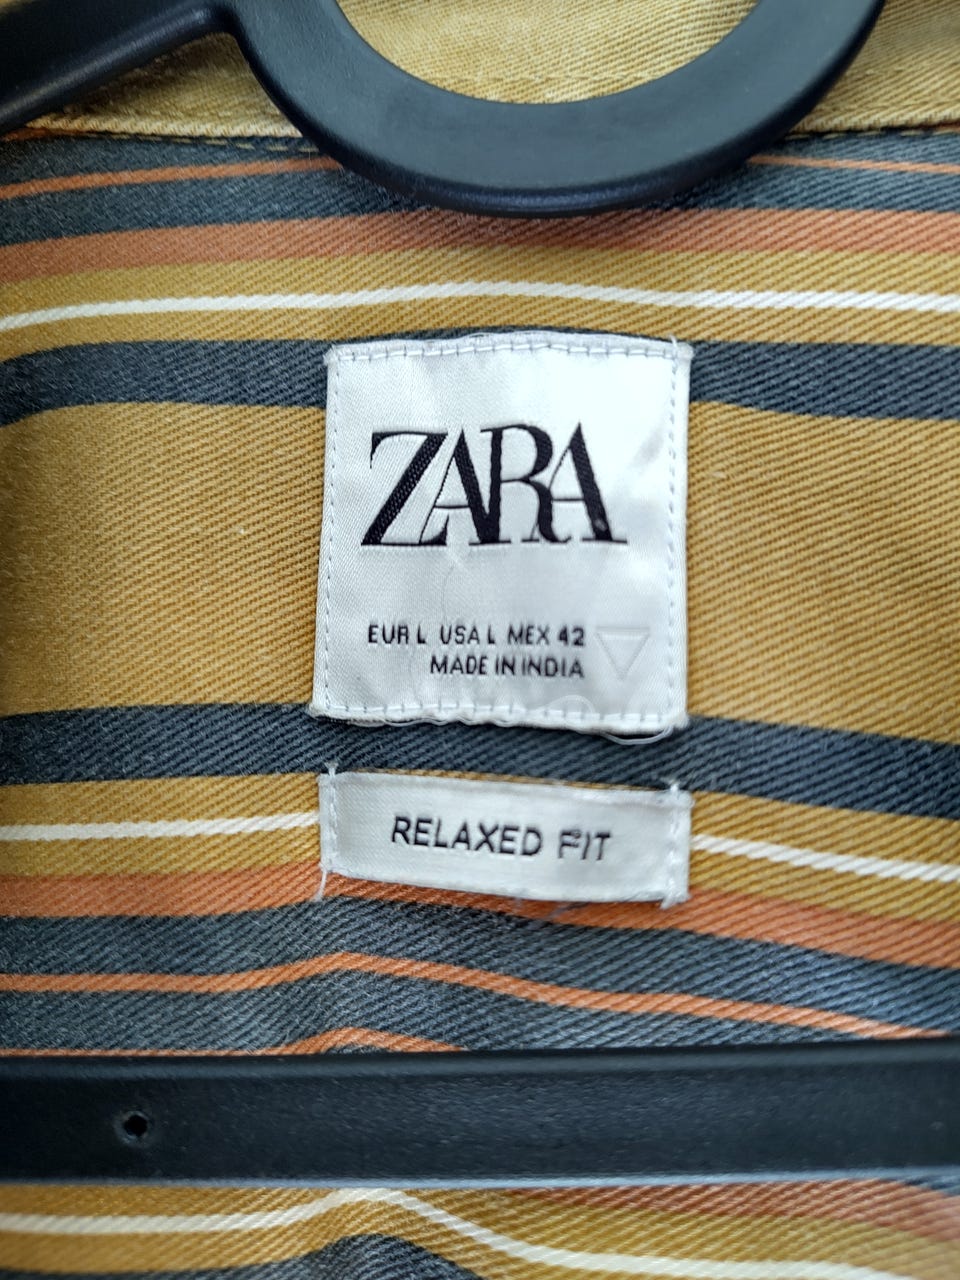 ZARA
EUR L USA L MEX 42
MADE IN INDIA
RELAXED FIT